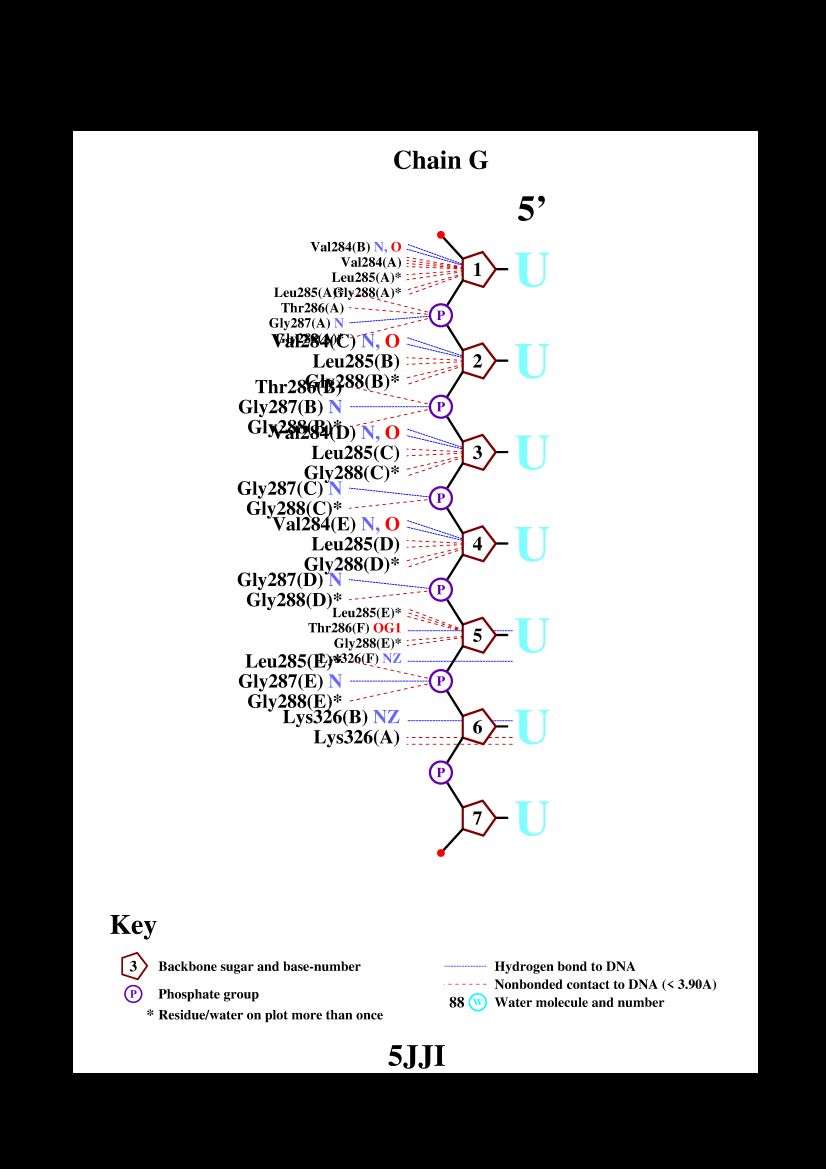 Chain G
5’
Val284(B) N, O
Val284(A)
Leu285(A)*
Gly288(A)*
1 U
Leu285(A)*
Thr286(A)
Gly287(A) N
Gly288(A)*
P
Val284(C) N, O
Leu285(B)
Gly288(B)*
2 U
Thr286(B)
Gly287(B) N
Gly288(B)*
P
Val284(D) N, O
Leu285(C)
Gly288(C)*
3 U
Gly287(C) N
Gly288(C)*
P
Val284(E) N, O
Leu285(D)
Gly288(D)*
4 U
Gly287(D) N
Gly288(D)*
P
Leu285(E)*
Thr286(F) OG1
Gly288(E)*
Lys326(F) NZ
5 U
Leu285(E)*
Gly287(E) N
Gly288(E)*
P
Lys326(B) NZ
Lys326(A)
6 U
P
7 U
Key
3 Backbone sugar and base-number
P Phosphate group
* Residue/water on plot more than once
Hydrogen bond to DNA
Nonbonded contact to DNA (< 3.90A)
88 W Water molecule and number
5JJI